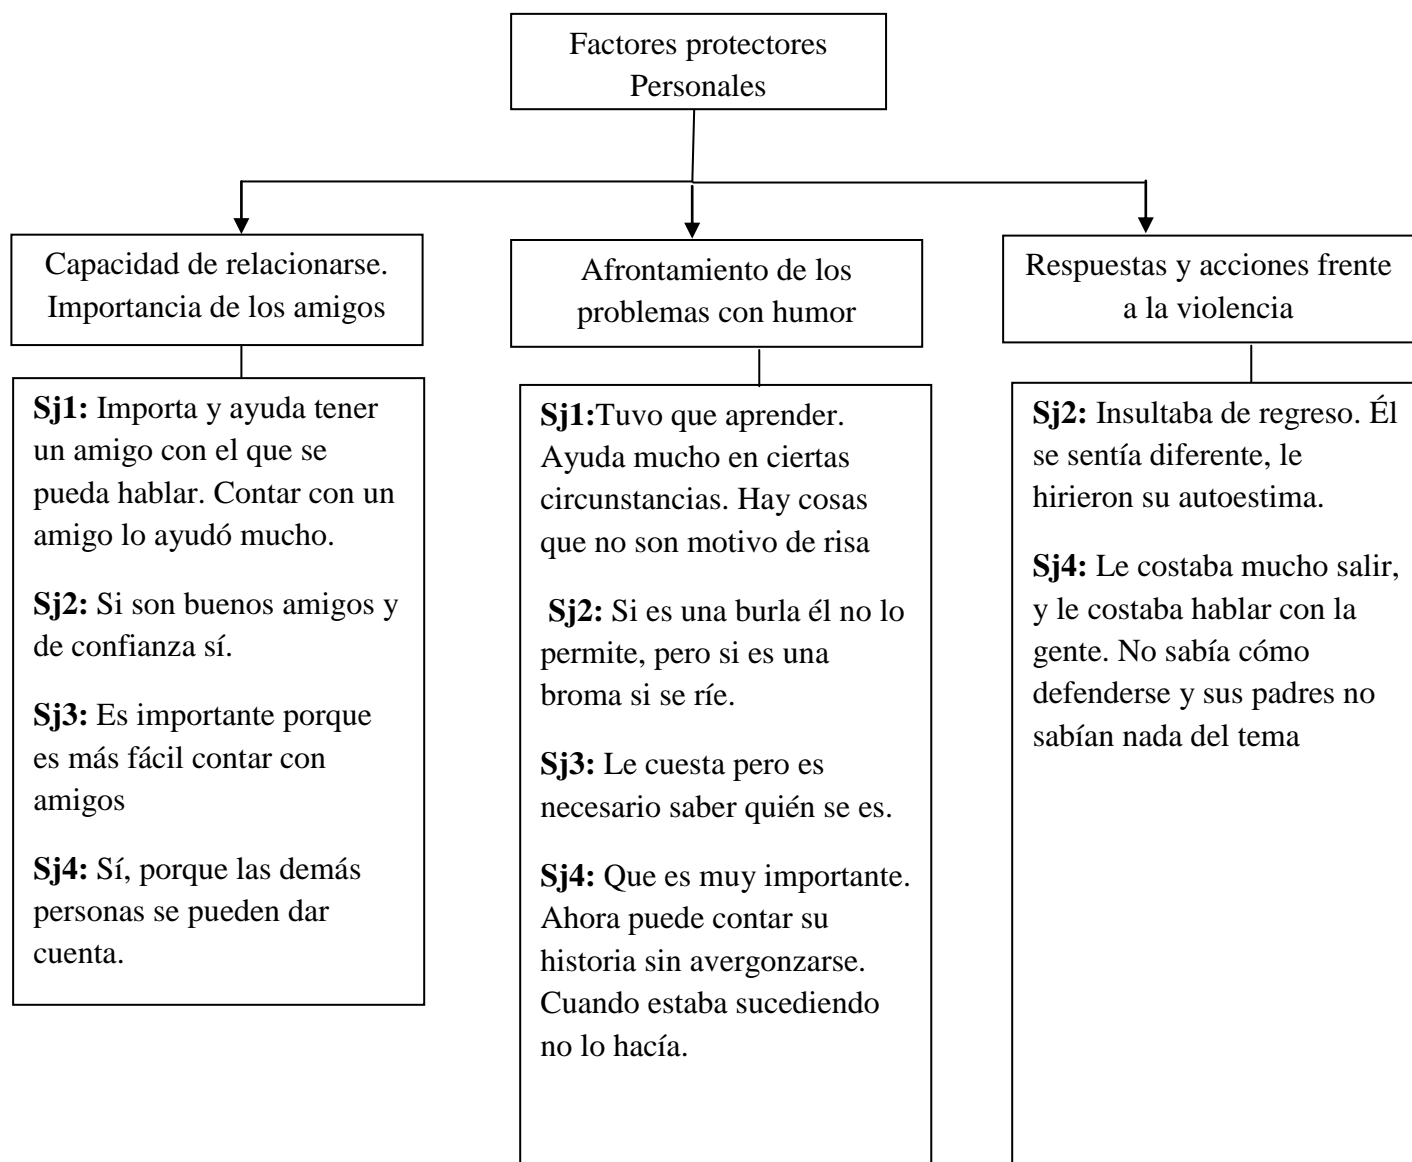 Factores protectores
Personales
Capacidad de relacionarse.
Importancia de los amigos
Afrontamiento de los
problemas con humor
Respuestas y acciones frente
a la violencia
Sj1: Importa y ayuda tener
un amigo con el que se
pueda hablar. Contar con un
amigo lo ayudó mucho.
Sj2: Si son buenos amigos y
de confianza sí.
Sj3: Es importante porque
es más fácil contar con
amigos
Sj4: Sí, porque las demás
personas se pueden dar
cuenta.
Sj1:Tuvo que aprender.
Ayuda mucho en ciertas
circunstancias. Hay cosas
que no son motivo de risa
Sj2: Si es una burla él no lo
permite, pero si es una
broma si se ríe.
Sj3: Le cuesta pero es
necesario saber quién se es.
Sj4: Que es muy importante.
Ahora puede contar su
historia sin avergonzarse.
Cuando estaba sucediendo
no lo hacía.
Sj2: Insultaba de regreso. Él
se sentía diferente, le
hirieron su autoestima.
Sj4: Le costaba mucho salir,
y le costaba hablar con la
gente. No sabía cómo
defenderse y sus padres no
sabían nada del tema